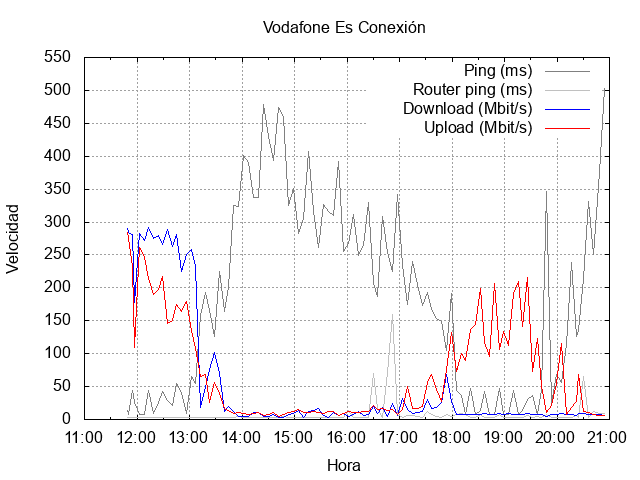 Vodafone Es Conexión
Ping (ms)
Router ping (ms)
Download (Mbit/s)
Upload (Mbit/s)
Velocidad
550
500
450
400
350
300
250
200
150
100
50
0
11:00 12:00 13:00 14:00 15:00 16:00 17:00 18:00 19:00 20:00 21:00
Hora